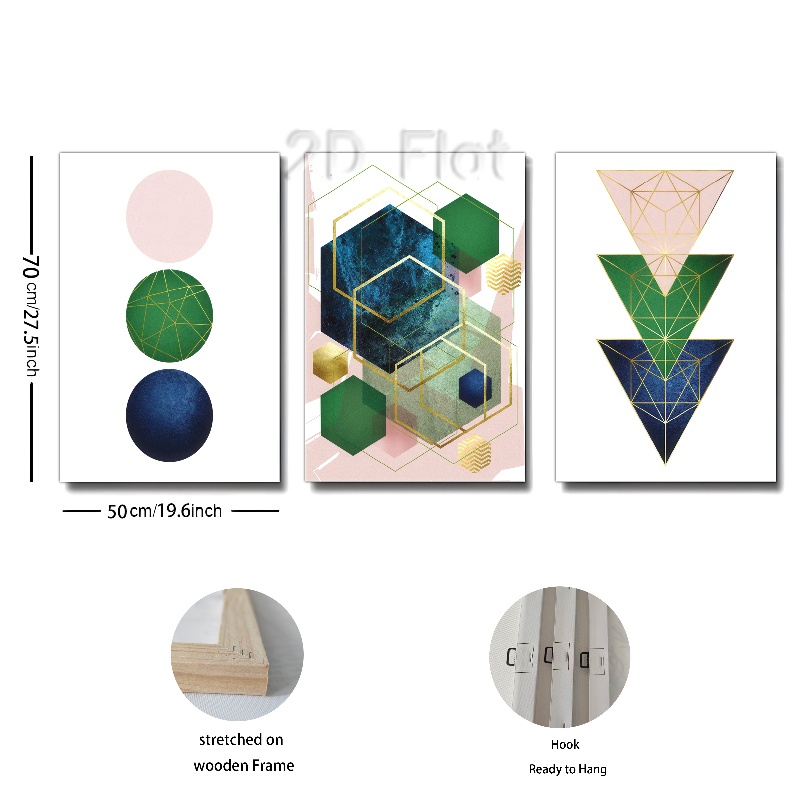 2D Flat
70 cm/27.5inch
50cm/19.6inch
stretched on
wooden Frame
Hook
Ready to Hang